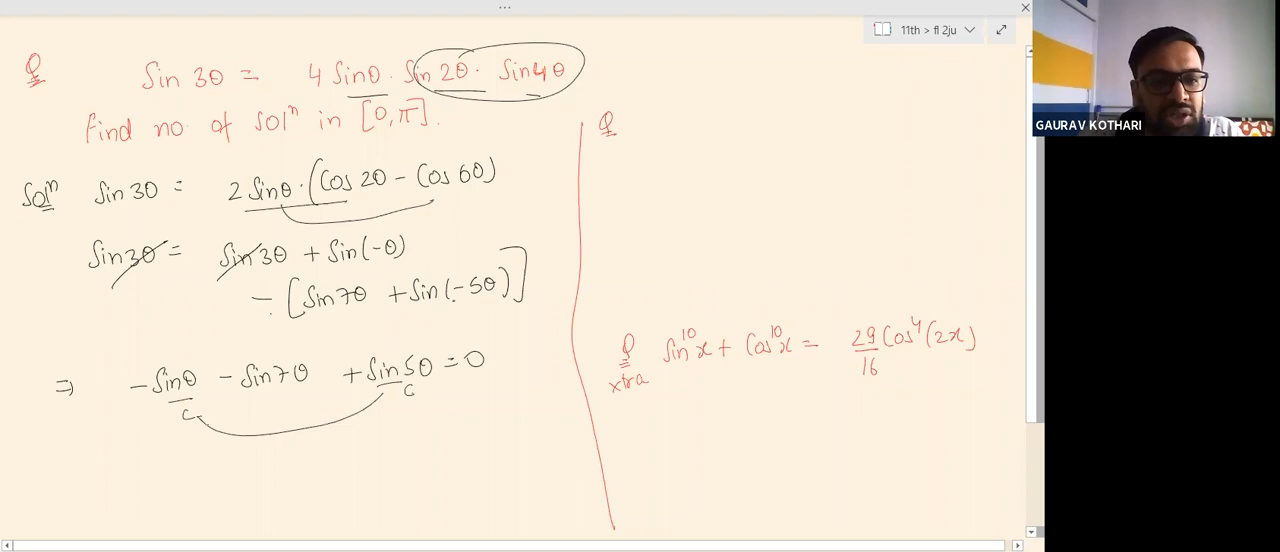 11th > fl 2ju
GAURAV KOTHARI
Q Sin 3θ = 4 Sinθ . Sin 2θ . Sin4θ
find no. of solⁿ in [0,π].
Solⁿ Sin 3θ = 2 Sinθ . (Cos 2θ - Cos 6θ)
Sin3θ = Sin3θ + Sin(-θ)
- [Sin7θ + Sin(-5θ)]
⇒ -Sinθ - Sin7θ + Sin5θ = 0
C C
Q
Q Sin¹⁰x + Cos¹⁰x = 29/16 Cos⁴(2x)
xtra